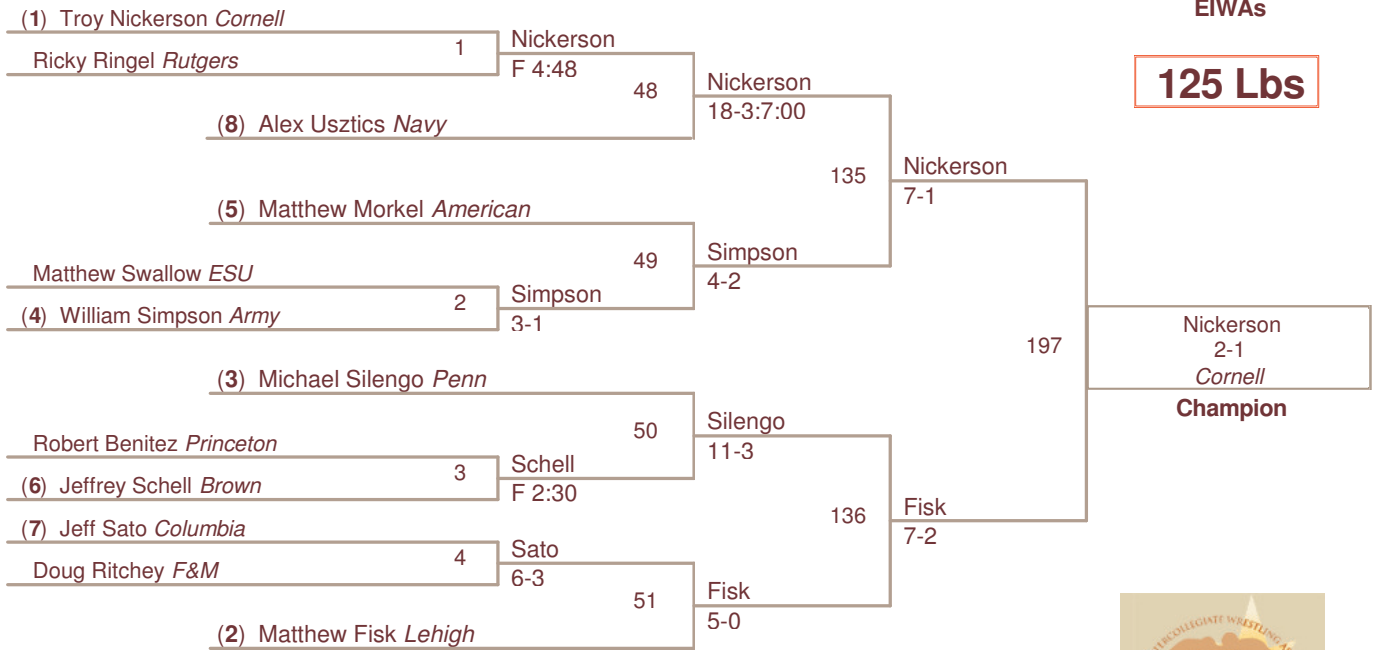 EIWAs
125 Lbs
(1) Troy Nickerson Cornell
1
Ricky Ringel Rutgers
Nickerson
F 4:48
48
(8) Alex Usztics Navy
Nickerson
18-3:7:00
135
(5) Matthew Morkel American
49
Matthew Swallow ESU
2
(4) William Simpson Army
Simpson
3-1
Simpson
4-2
Nickerson
7-1
197
(3) Michael Silengo Penn
50
Robert Benitez Princeton
3
(6) Jeffrey Schell Brown
Schell
F 2:30
Silengo
11-3
136
(7) Jeff Sato Columbia
4
Doug Ritchey F&M
Sato
6-3
51
(2) Matthew Fisk Lehigh
Fisk
5-0
Fisk
7-2
Nickerson
2-1
Cornell
Champion
INTERCOLLEGIATE WRESTLING